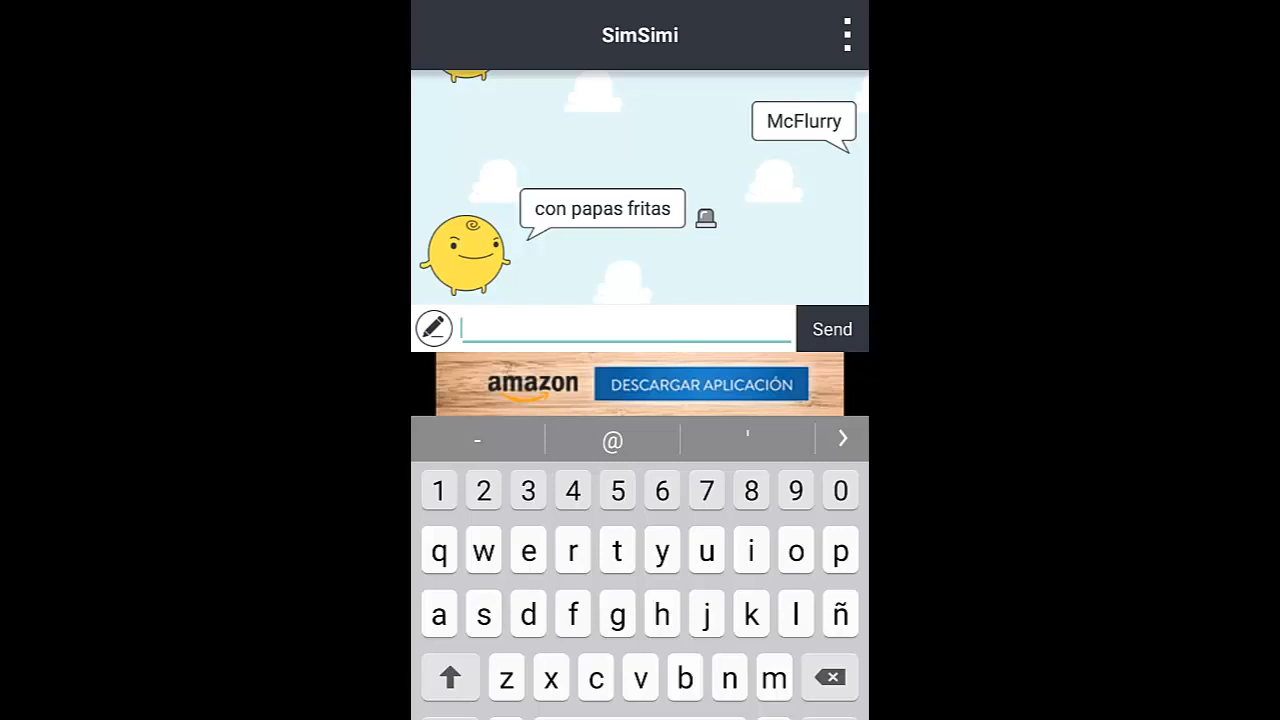 SimSimi
McFlurry
con papas fritas
Send
amazon DESCARGAR APLICACIÓN
- @ ' >
1 2 3 4 5 6 7 8 9 0
q w e r t y u i o p
a s d f g h j k l ñ
z x c v b n m